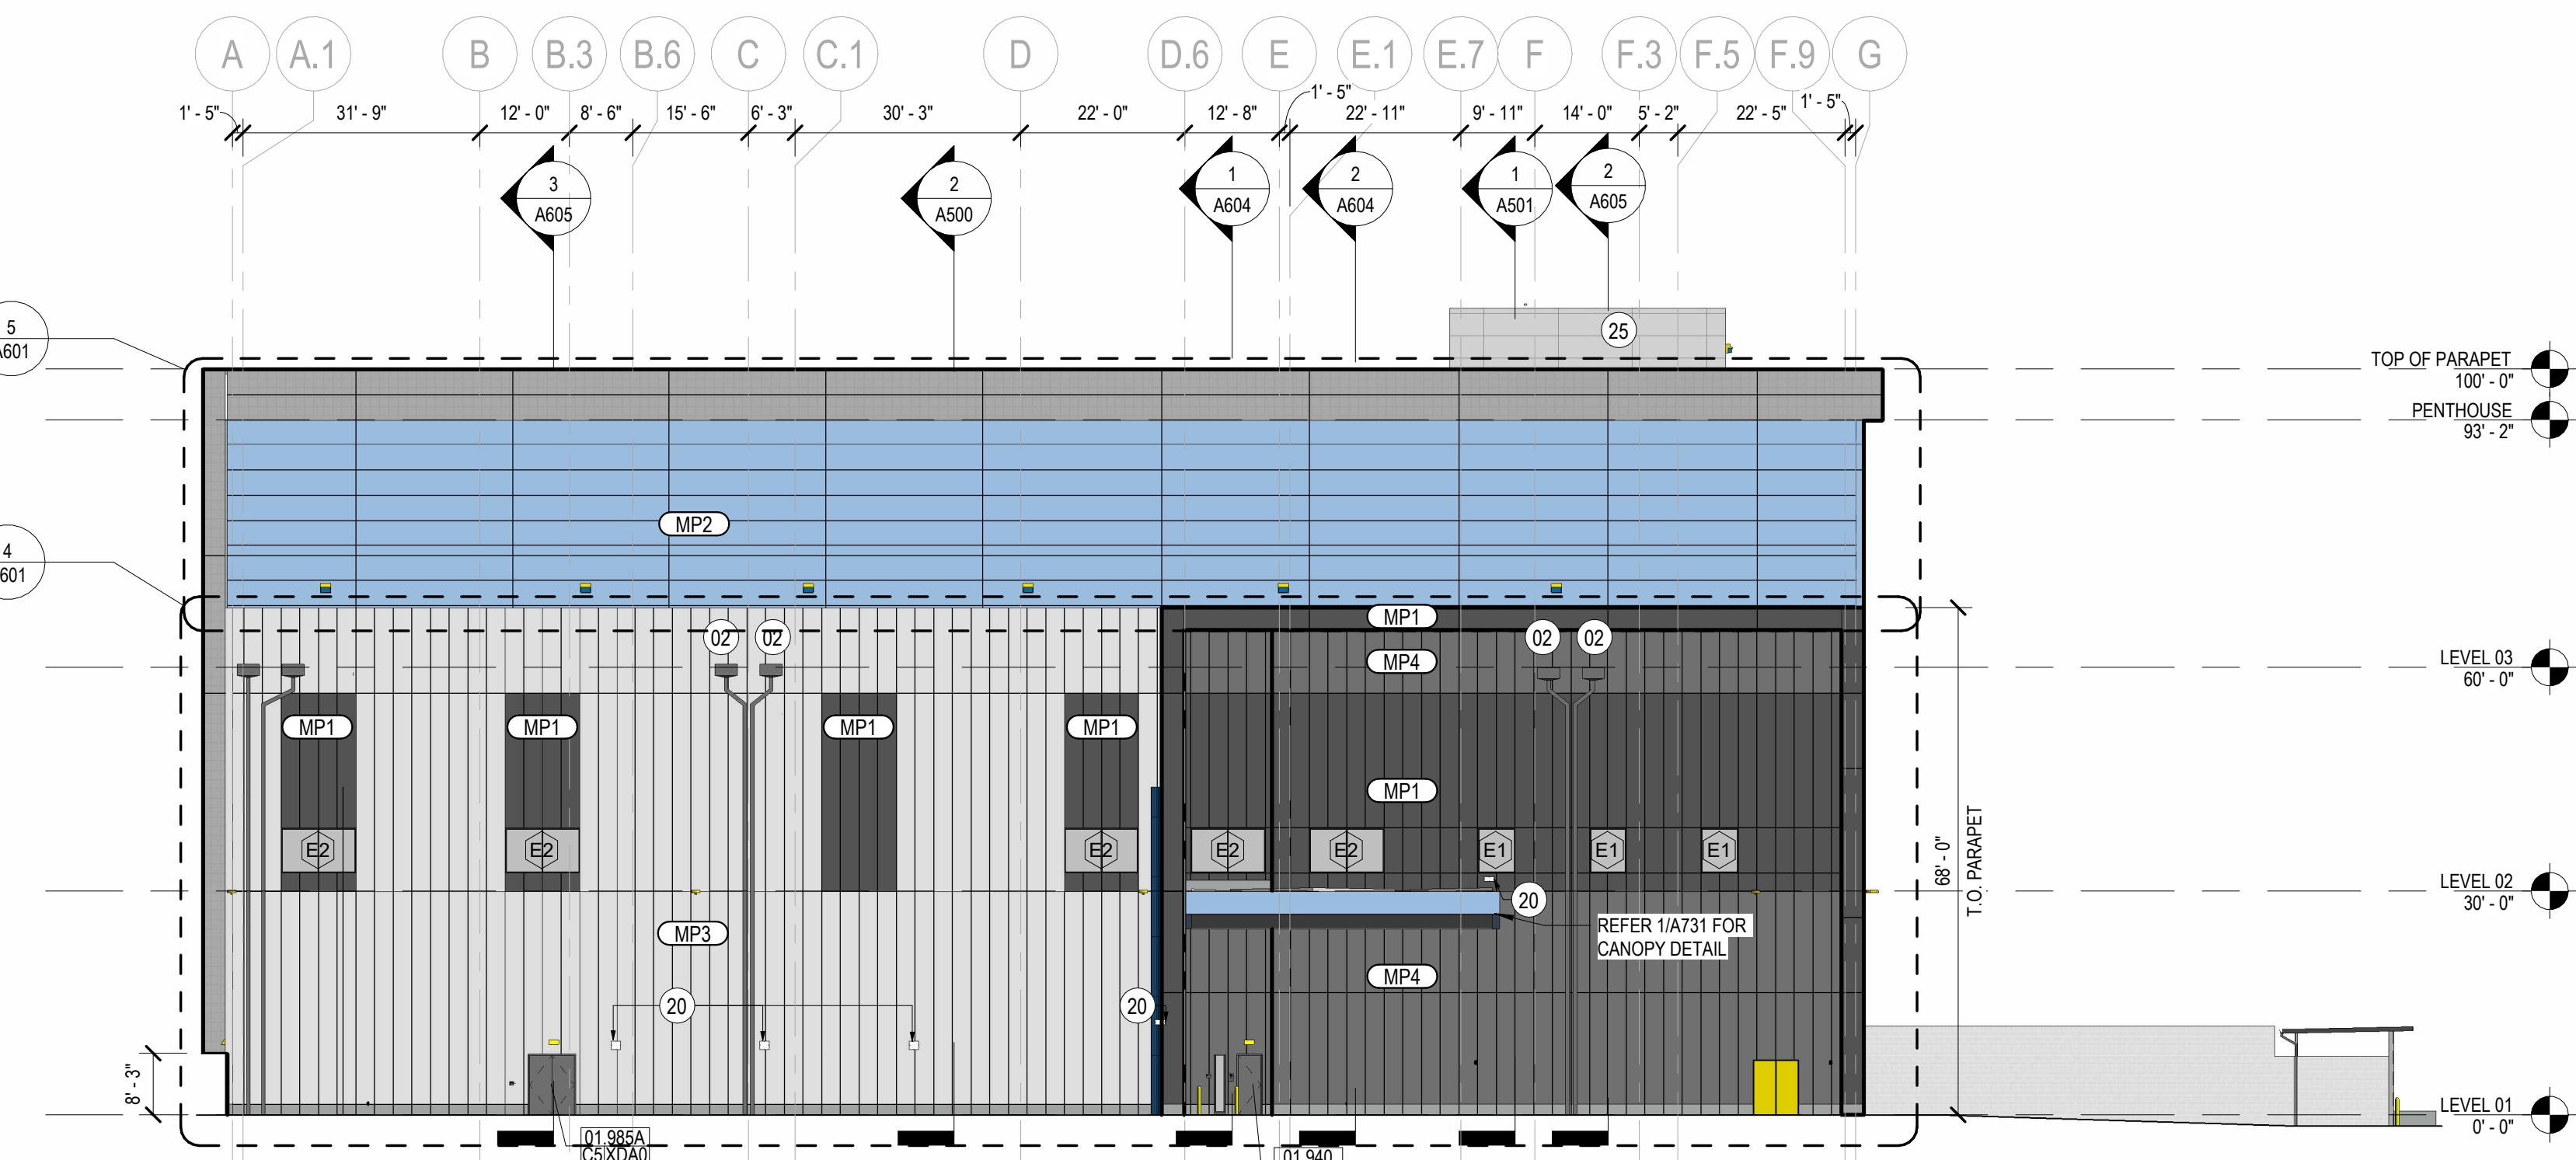 A A.1 B B.3 B.6 C C.1 D D.6 E E.1 E.7 F F.3 F.5 F.9 G
1' - 5" 31' - 9" 12' - 0" 8' - 6" 15' - 6" 6' - 3" 30' - 3" 22' - 0" 12' - 8" 1' - 5" 22' - 11" 9' - 11" 14' - 0" 5' - 2" 22' - 5" 1' - 5"
3 2 1 2 1 2
A605 A500 A604 A604 A501 A605
5
A601
25
TOP OF PARAPET
100' - 0"
PENTHOUSE
93' - 2"
MP2
4
601
MP1
02 02 02 02
MP4
LEVEL 03
60' - 0"
MP1 MP1 MP1 MP1
MP1
E2 E2 E2 E2 E2 E1 E1 E1
68' - 0"
T.O. PARAPET
LEVEL 02
30' - 0"
20
REFER 1/A731 FOR
CANOPY DETAIL
MP3
MP4
20 20
8' - 3"
LEVEL 01
0' - 0"
01.985A
C5|XDA0
01.940